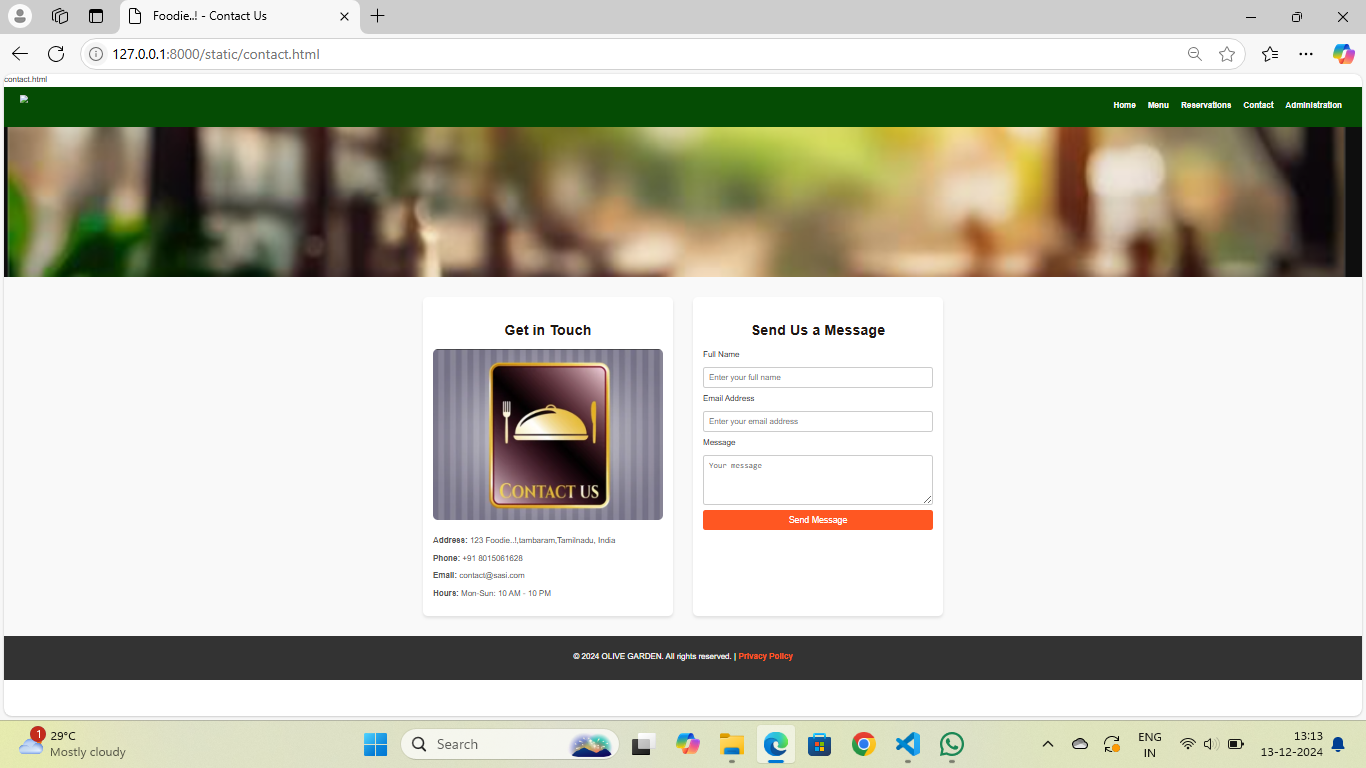 Foodie..! - Contact Us
127.0.0.1:8000/static/contact.html
contact.html
Home Menu Reservations Contact Administration
Get in Touch
CONTACT US
Address: 123 Foodie..!,tambaram,Tamilnadu, India
Phone: +91 8015061628
Email: contact@sasi.com
Hours: Mon-Sun: 10 AM - 10 PM
Send Us a Message
Full Name
Enter your full name
Email Address
Enter your email address
Message
Your message
Send Message
© 2024 OLIVE GARDEN. All rights reserved. | Privacy Policy
1
29°C
Mostly cloudy
Search
ENG
IN
13:13
13-12-2024